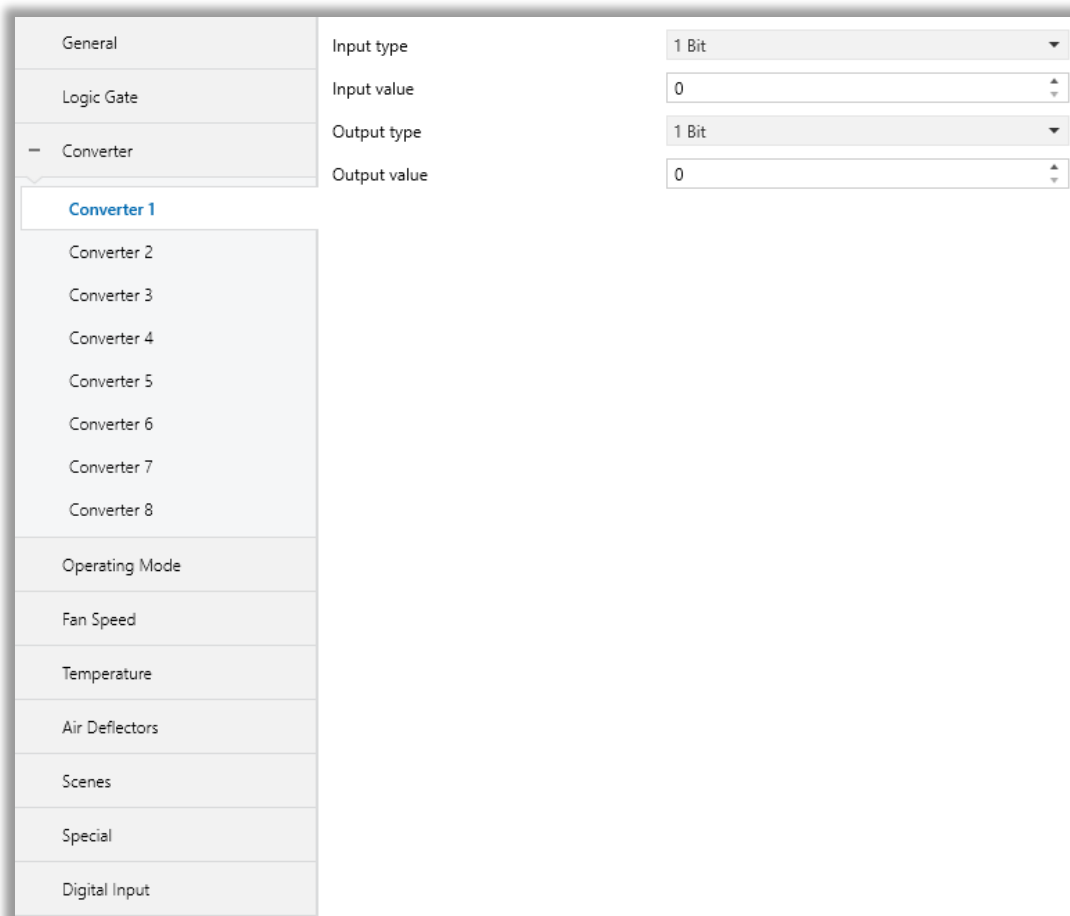 General
Logic Gate
− Converter
Converter 1
Converter 2
Converter 3
Converter 4
Converter 5
Converter 6
Converter 7
Converter 8
Operating Mode
Fan Speed
Temperature
Air Deflectors
Scenes
Special
Digital Input
Input type 1 Bit
Input value 0
Output type 1 Bit
Output value 0